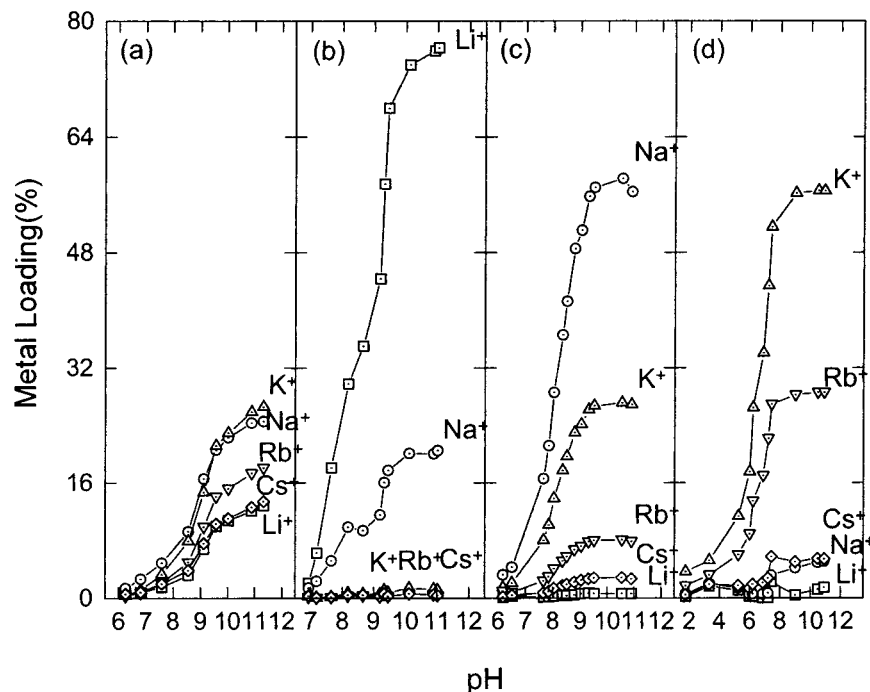 80
(a)
(b)
Li⁺
(c)
(d)
64
Na⁺
K⁺
48
Metal Loading(%)
32
K⁺
K⁺
Rb⁺
Na⁺
Na⁺
Rb⁺
16
Cs⁺
Rb⁺
Cs⁺
Li⁺
Cs⁺
Na⁺
K⁺Rb⁺Cs⁺
Li⁺
Li⁺
0
6 7 8 9 10 11 12
7 8 9 10 11 12
6 7 8 9 10 11 12
2 4 6 8 10 12
pH